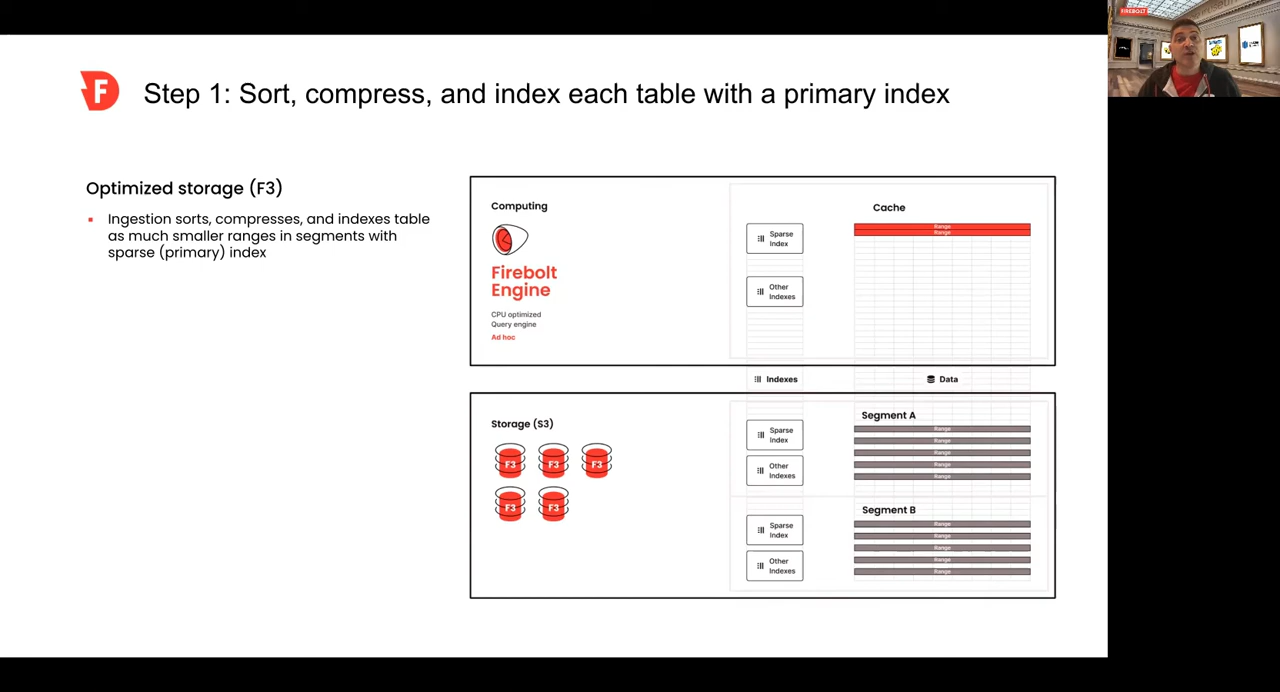 FIREBOLT
F Step 1: Sort, compress, and index each table with a primary index
Optimized storage (F3)
Ingestion sorts, compresses, and indexes table
as much smaller ranges in segments with
sparse (primary) index
Computing
Firebolt
Engine
CPU optimized
Query engine
Ad hoc
Cache
Sparse
Index
Other
Indexes
Range
Range
Indexes
Data
Storage (S3)
F3 F3 F3
F3 F3
Segment A
Sparse
Index
Other
Indexes
Range
Range
Range
Range
Range
Segment B
Sparse
Index
Other
Indexes
Range
Range
Range
Range
Range